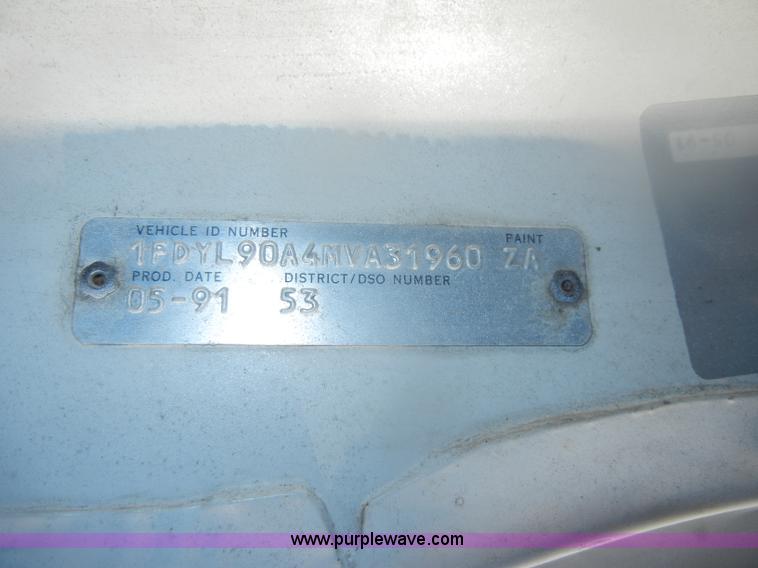 VEHICLE ID NUMBER PAINT
1FDYL90A4MVA31960 ZA
PROD. DATE DISTRICT/DSO NUMBER
05-91 53
www.purplewave.com